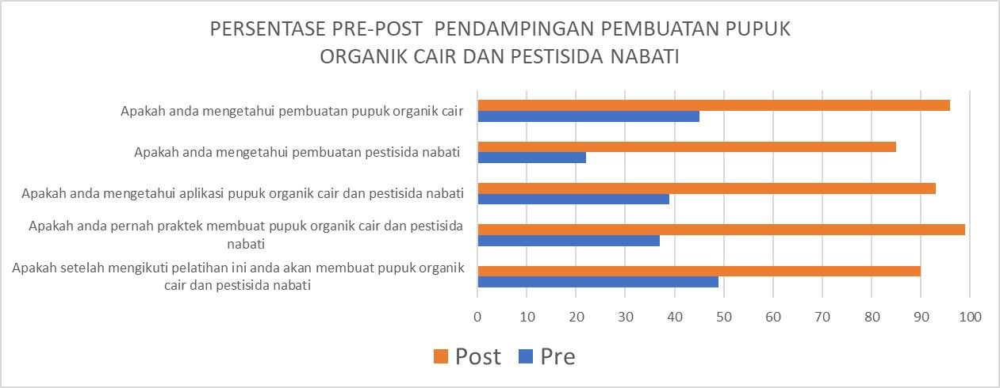 PERSENTASE PRE-POST  PENDAMPINGAN PEMBUATAN PUPUK
ORGANIK CAIR DAN PESTISIDA NABATI
Apakah anda mengetahui pembuatan pupuk organik cair
Apakah anda mengetahui pembuatan pestisida nabati
Apakah anda mengetahui aplikasi pupuk organik cair dan pestisida nabati
Apakah anda pernah praktek membuat pupuk organik cair dan pestisida
nabati
Apakah setelah mengikuti pelatihan ini anda akan membuat pupuk organik
cair dan pestisida nabati
0 10 20 30 40 50 60 70 80 90 100
Post Pre